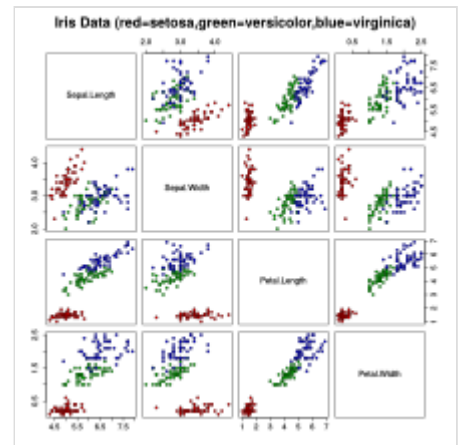 Iris Data (red=setosa,green=versicolor,blue=virginica)
2.0 3.0 4.0 0.5 1.5 2.5
Sepal.Length
4.5 5.5 6.5 7.5
2.0 3.0 4.0
Sepal.Width
Petal.Length
1 2 3 4 5 6 7
0.5 1.5 2.5
Petal.Width
4.5 5.5 6.5 7.5 1 2 3 4 5 6 7